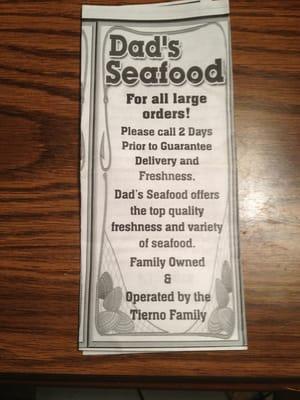 Dad's
Seafood
For all large
orders!
Please call 2 Days
Prior to Guarantee
Delivery and
Freshness.
Dad's Seafood offers
the top quality
freshness and variety
of seafood.
Family Owned
&
Operated by the
Tierno Family